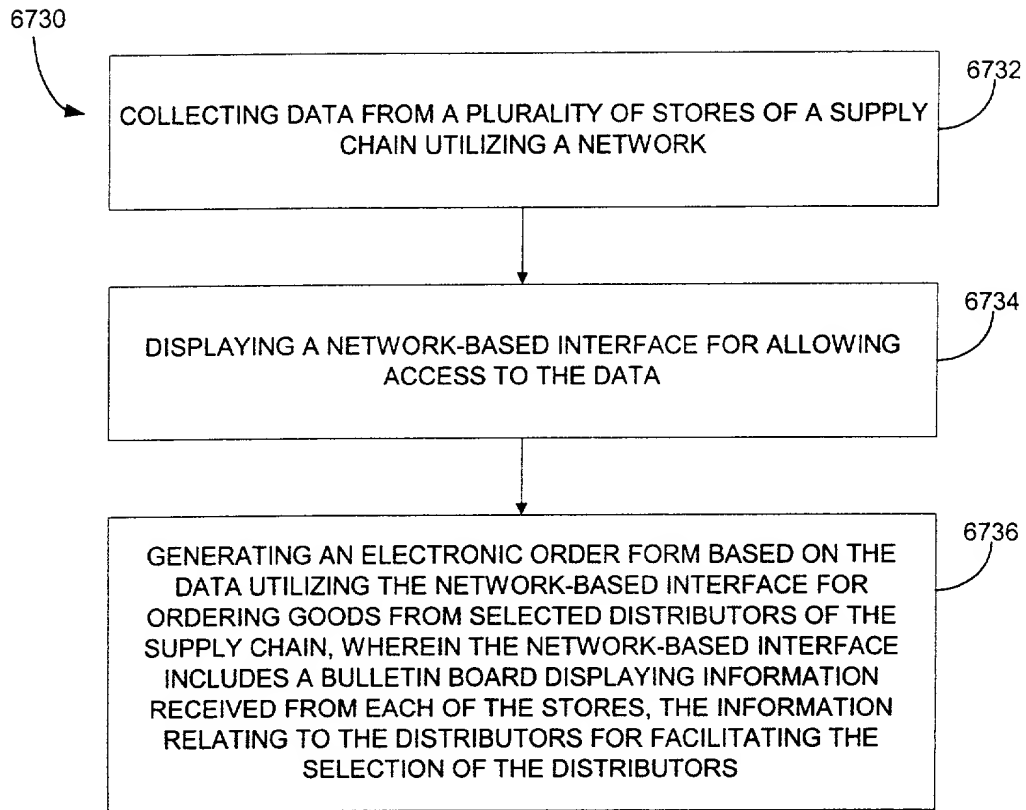 6730
6732
COLLECTING DATA FROM A PLURALITY OF STORES OF A SUPPLY
CHAIN UTILIZING A NETWORK
6734
DISPLAYING A NETWORK-BASED INTERFACE FOR ALLOWING
ACCESS TO THE DATA
6736
GENERATING AN ELECTRONIC ORDER FORM BASED ON THE
DATA UTILIZING THE NETWORK-BASED INTERFACE FOR
ORDERING GOODS FROM SELECTED DISTRIBUTORS OF THE
SUPPLY CHAIN, WHEREIN THE NETWORK-BASED INTERFACE
INCLUDES A BULLETIN BOARD DISPLAYING INFORMATION
RECEIVED FROM EACH OF THE STORES, THE INFORMATION
RELATING TO THE DISTRIBUTORS FOR FACILITATING THE
SELECTION OF THE DISTRIBUTORS